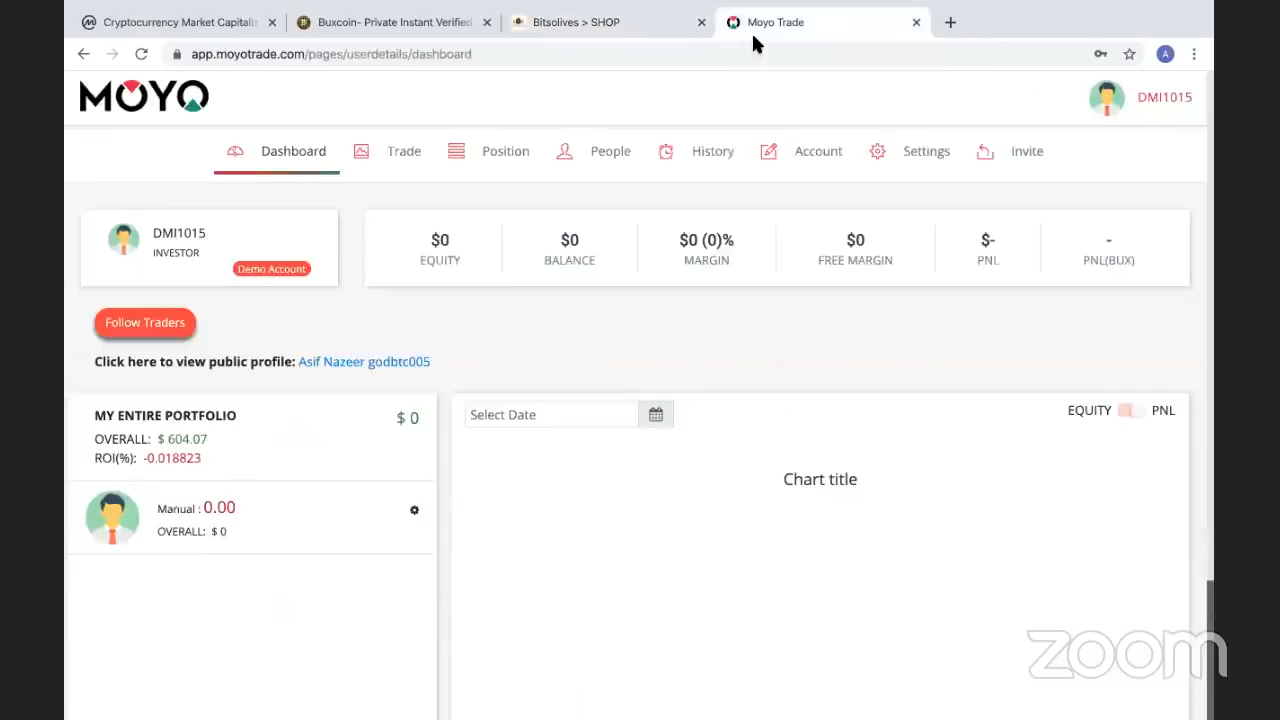 Cryptocurrency Market Capitaliz
Buxcoin- Private Instant Verified
Bitsolives > SHOP
Moyo Trade
app.moyotrade.com/pages/userdetails/dashboard
A
MOYO
DMI1015
Dashboard
Trade
Position
People
History
Account
Settings
Invite
DMI1015
INVESTOR
Demo Account
$0
EQUITY
$0
BALANCE
$0 (0)%
MARGIN
$0
FREE MARGIN
$-
PNL
-
PNL(BUX)
Follow Traders
Click here to view public profile: Asif Nazeer godbtc005
MY ENTIRE PORTFOLIO
$ 0
OVERALL: $ 604.07
ROI(%): -0.018823
Manual : 0.00
OVERALL: $ 0
Select Date
EQUITY PNL
Chart title
zoom